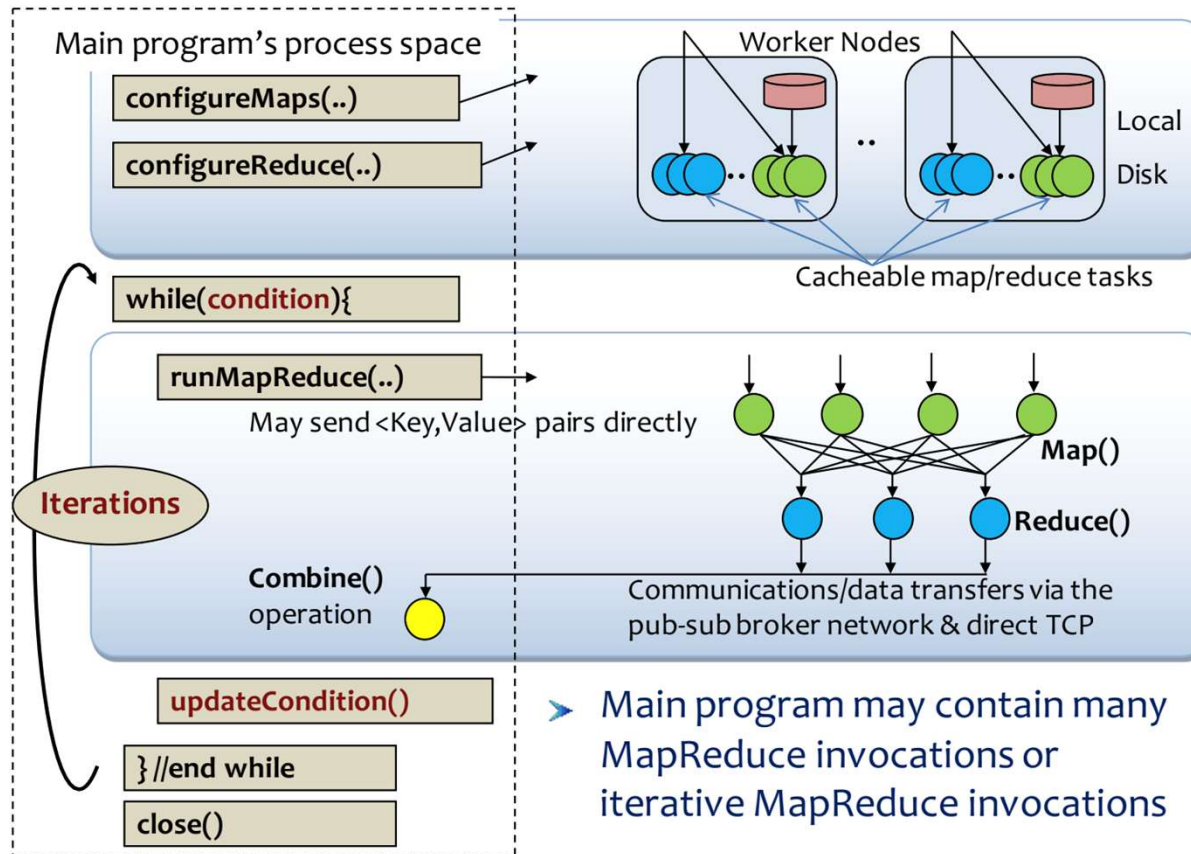 Main program's process space
Worker Nodes
configureMaps(..)
configureReduce(..)
..
Local
Disk
..
..
Cacheable map/reduce tasks
while(condition){
runMapReduce(..)
May send <Key,Value> pairs directly
Map()
Iterations
Reduce()
Combine()
operation
Communications/data transfers via the
pub-sub broker network & direct TCP
updateCondition()
Main program may contain many
MapReduce invocations or
iterative MapReduce invocations
} //end while
close()